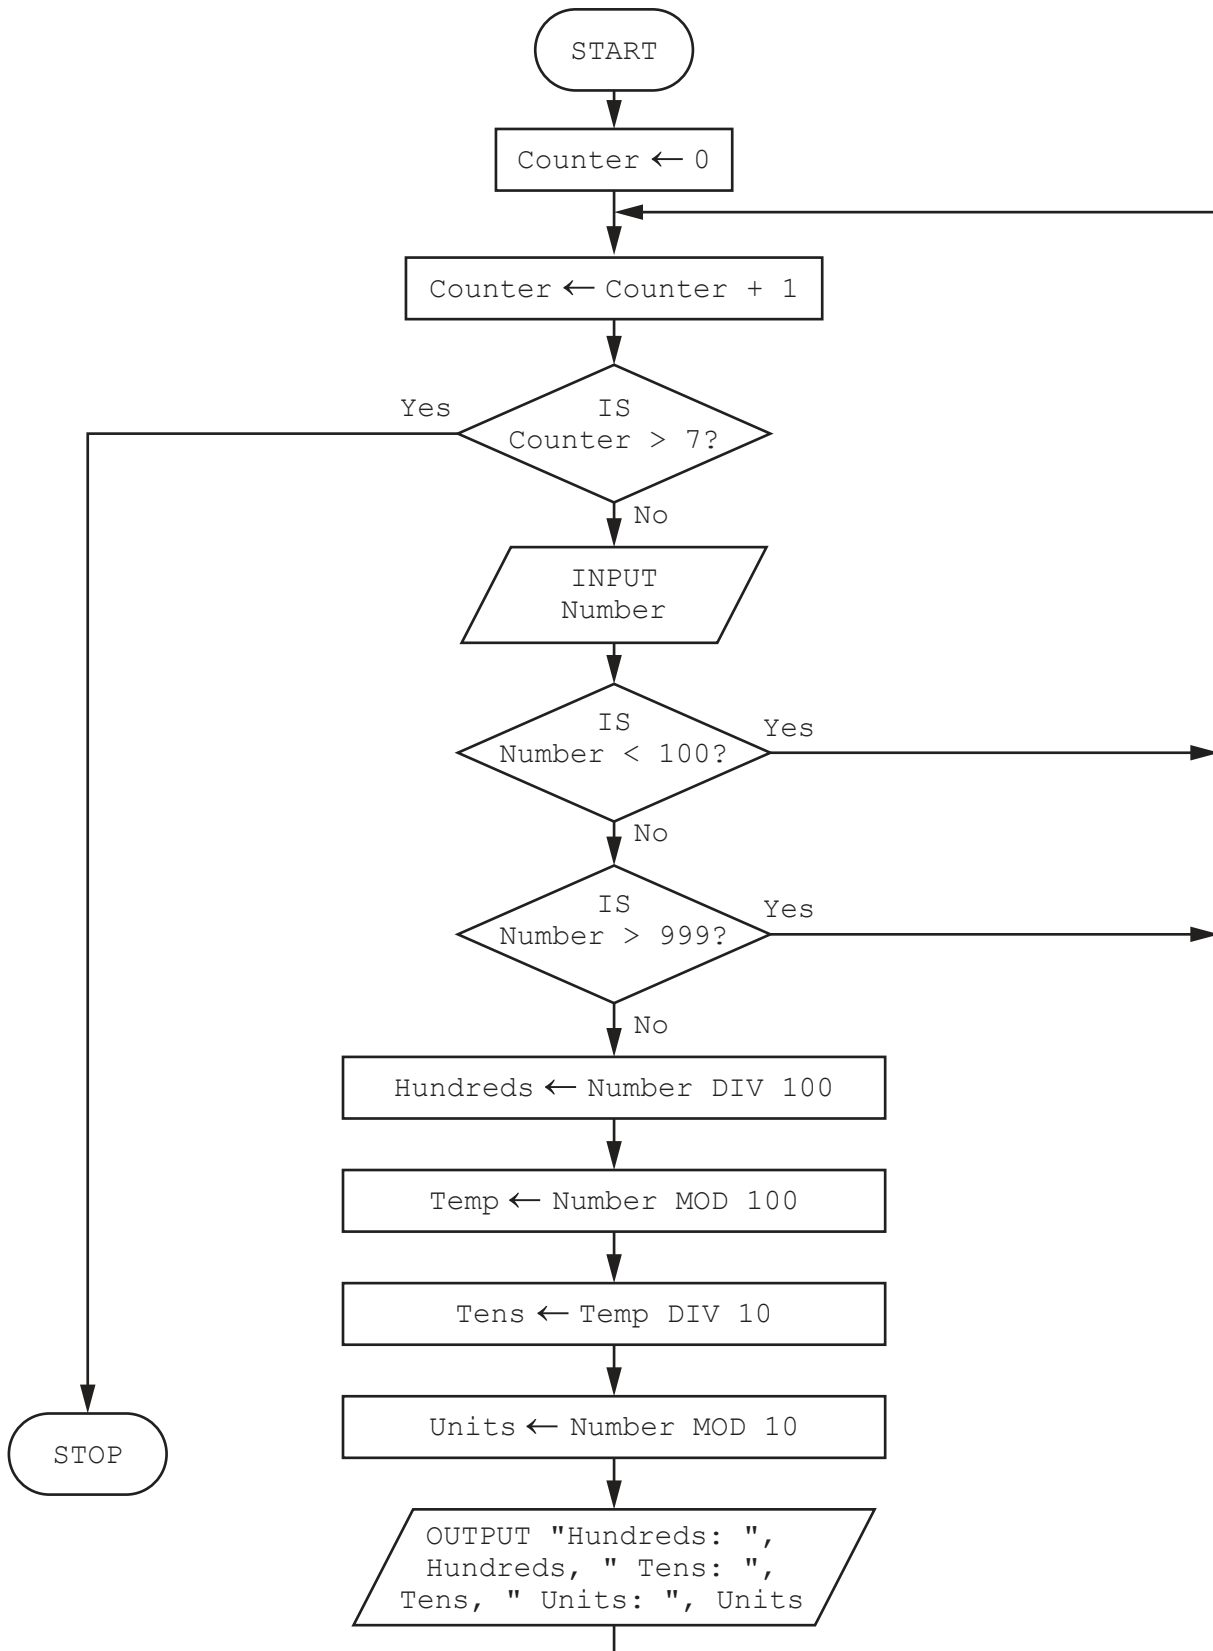 START
Counter ← 0
Counter ← Counter + 1
Yes
IS
Counter > 7?
No
INPUT
Number
IS
Number < 100?
Yes
No
IS
Number > 999?
Yes
No
Hundreds ← Number DIV 100
Temp ← Number MOD 100
Tens ← Temp DIV 10
Units ← Number MOD 10
STOP
OUTPUT "Hundreds: ",
Hundreds, " Tens: ",
Tens, " Units: ", Units